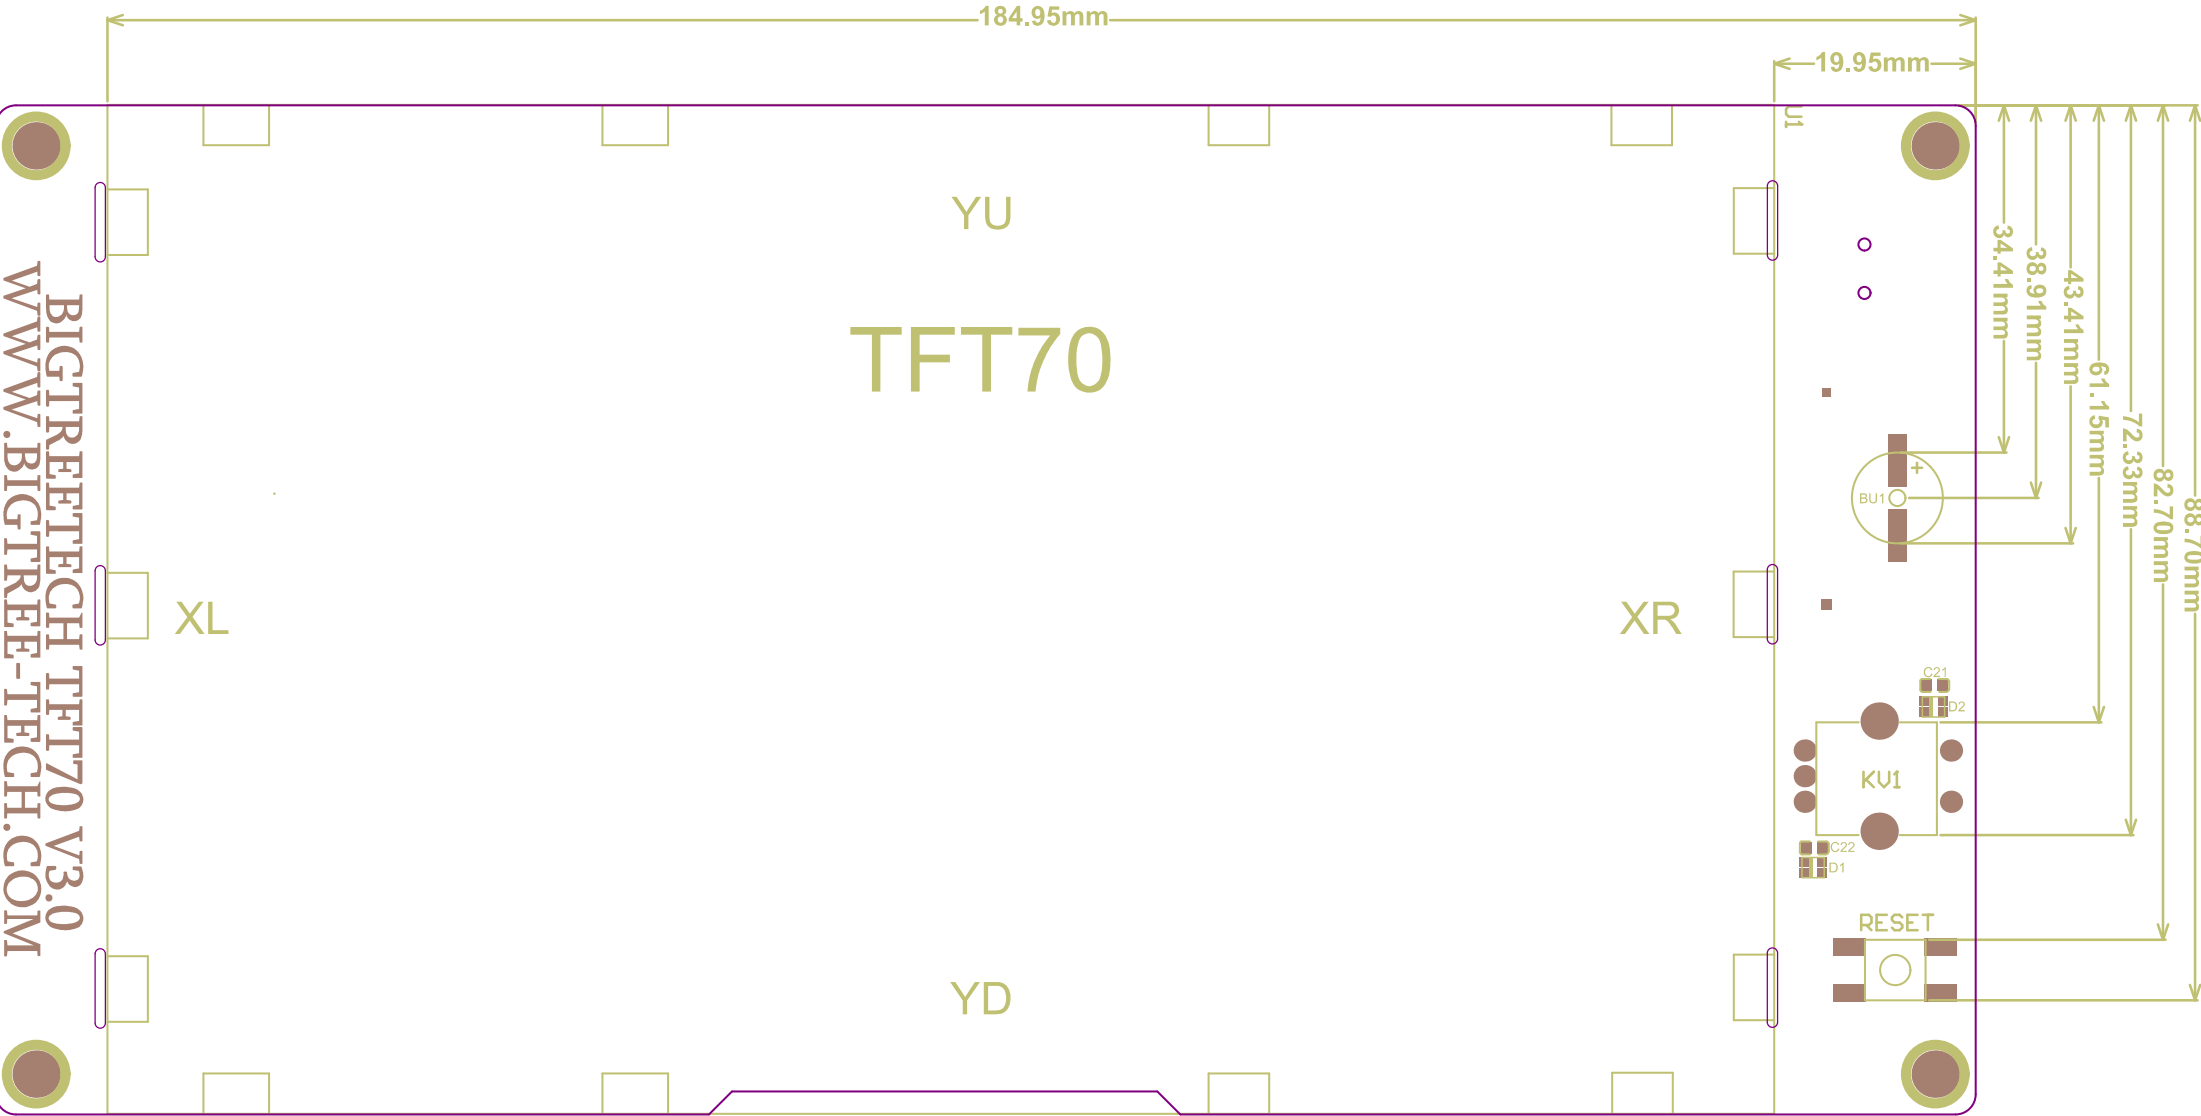 184.95mm
19.95mm
U1
YU
TFT70
34.41mm
38.91mm
43.41mm
61.15mm
72.33mm
82.70mm
88.70mm
BIGTREETECH TFT70 V3.0
WWW.BIGTREE-TECH.COM
+
BU1
XL
XR
C21
D2
KV1
C22
D1
RESET
YD